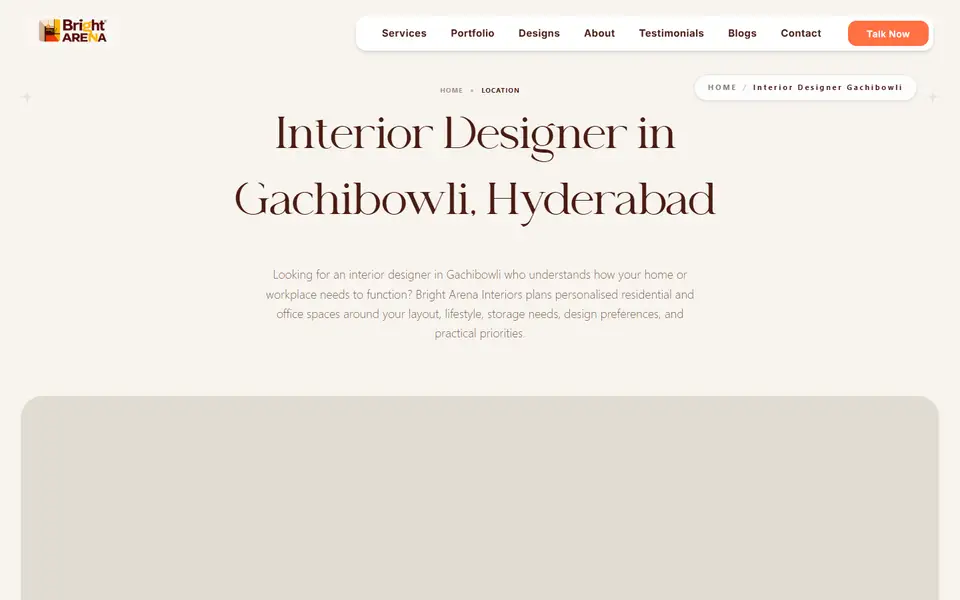 Bright
ARENA
Services
Portfolio
Designs
About
Testimonials
Blogs
Contact
Talk Now
HOME
LOCATION
HOME / Interior Designer Gachibowli
Interior Designer in
Gachibowli, Hyderabad
Looking for an interior designer in Gachibowli who understands how your home or
workplace needs to function? Bright Arena Interiors plans personalised residential and
office spaces around your layout, lifestyle, storage needs, design preferences, and
practical priorities.